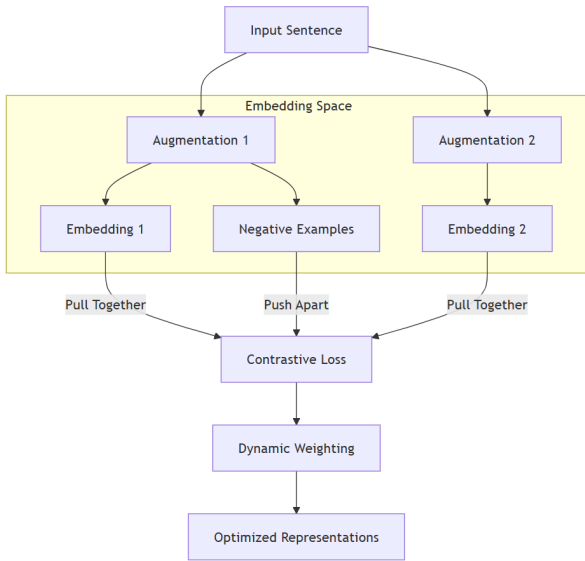 Input Sentence
Embedding Space
Augmentation 1
Augmentation 2
Embedding 1
Negative Examples
Embedding 2
Pull Together
Push Apart
Pull Together
Contrastive Loss
Dynamic Weighting
Optimized Representations